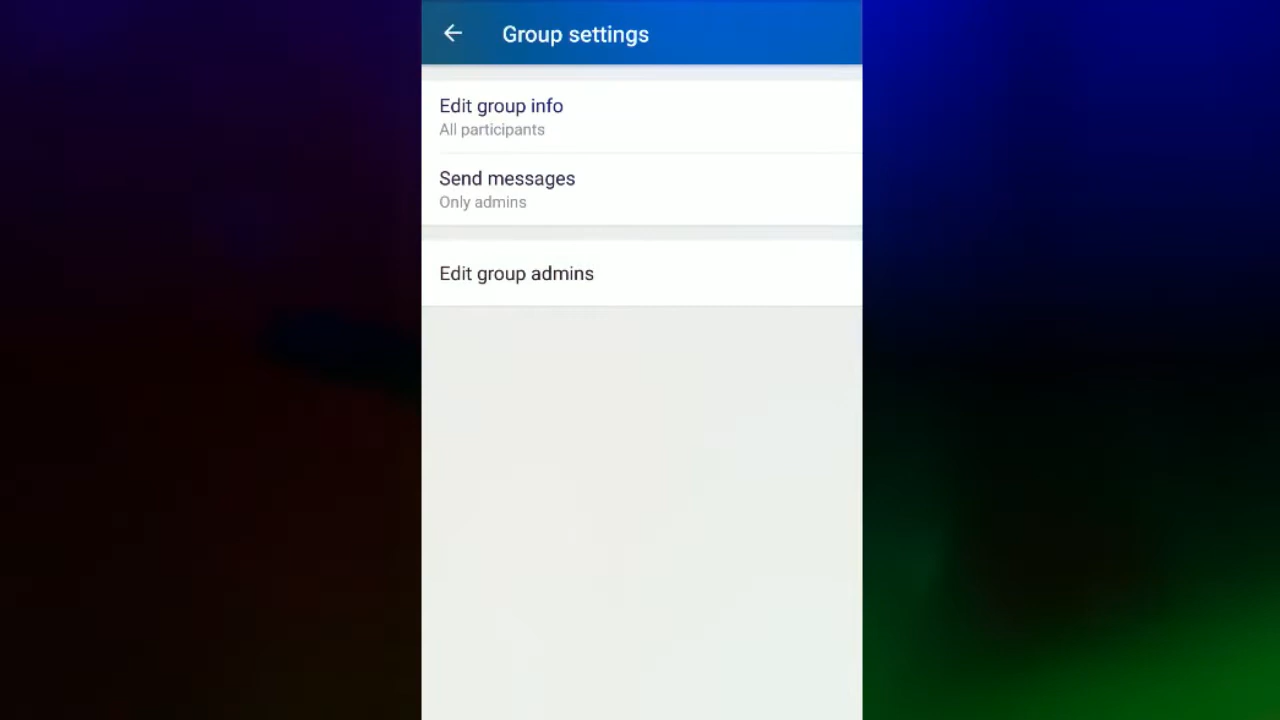 Group settings
Edit group info
All participants
Send messages
Only admins
Edit group admins